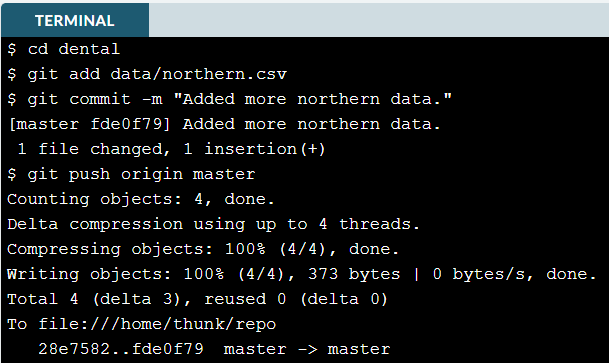 TERMINAL
$ cd dental
$ git add data/northern.csv
$ git commit -m "Added more northern data."
[master fde0f79] Added more northern data.
 1 file changed, 1 insertion(+)
$ git push origin master
Counting objects: 4, done.
Delta compression using up to 4 threads.
Compressing objects: 100% (4/4), done.
Writing objects: 100% (4/4), 373 bytes | 0 bytes/s, done.
Total 4 (delta 3), reused 0 (delta 0)
To file:///home/thunk/repo
   28e7582..fde0f79  master -> master